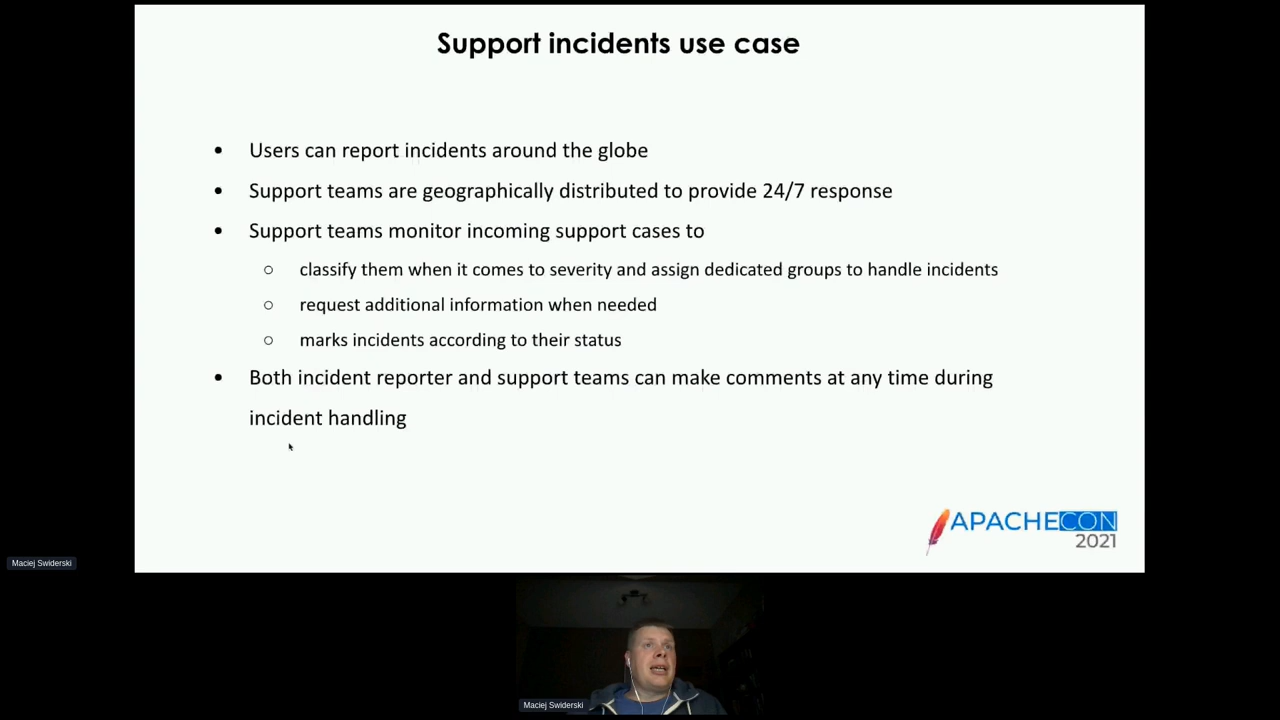 Support incidents use case
• Users can report incidents around the globe
• Support teams are geographically distributed to provide 24/7 response
• Support teams monitor incoming support cases to
○ classify them when it comes to severity and assign dedicated groups to handle incidents
○ request additional information when needed
○ marks incidents according to their status
• Both incident reporter and support teams can make comments at any time during
incident handling
APACHECON
2021
Maciej Swiderski
Maciej Swiderski